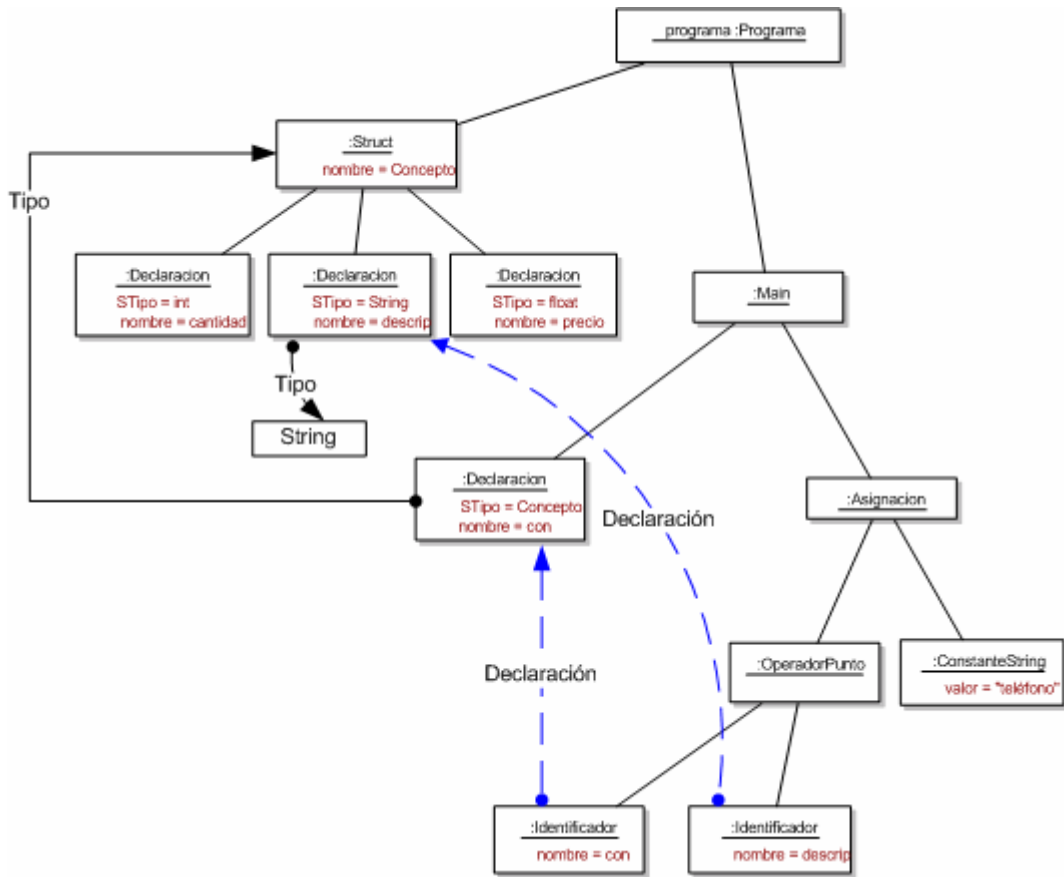 programa :Programa
:Struct
nombre = Concepto
Tipo
:Declaracion
STipo = int
nombre = cantidad
:Declaracion
STipo = String
nombre = descrip
:Declaracion
STipo = float
nombre = precio
:Main
Tipo
String
:Declaracion
STipo = Concepto
nombre = con
Declaración
:Asignacion
Declaración
:OperadorPunto
:ConstanteString
valor = "teléfono"
:Identificador
nombre = con
:Identificador
nombre = descrip